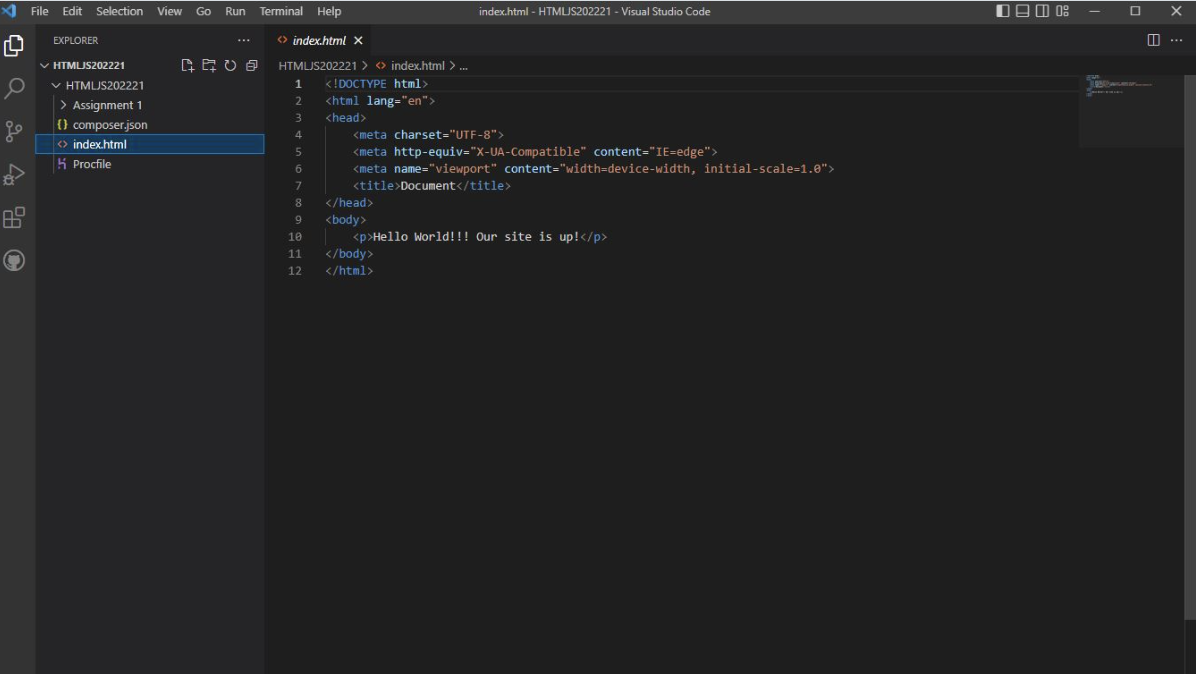 File Edit Selection View Go Run Terminal Help index.html - HTMLJS202221 - Visual Studio Code
EXPLORER
HTMLJS202221
HTMLJS202221
Assignment 1
{} composer.json
<> index.html
Procfile
<> index.html
HTMLJS202221 > <> index.html > ...
1 <!DOCTYPE html>
2 <html lang="en">
3 <head>
4 <meta charset="UTF-8">
5 <meta http-equiv="X-UA-Compatible" content="IE=edge">
6 <meta name="viewport" content="width=device-width, initial-scale=1.0">
7 <title>Document</title>
8 </head>
9 <body>
10 <p>Hello World!!! Our site is up!</p>
11 </body>
12 </html>